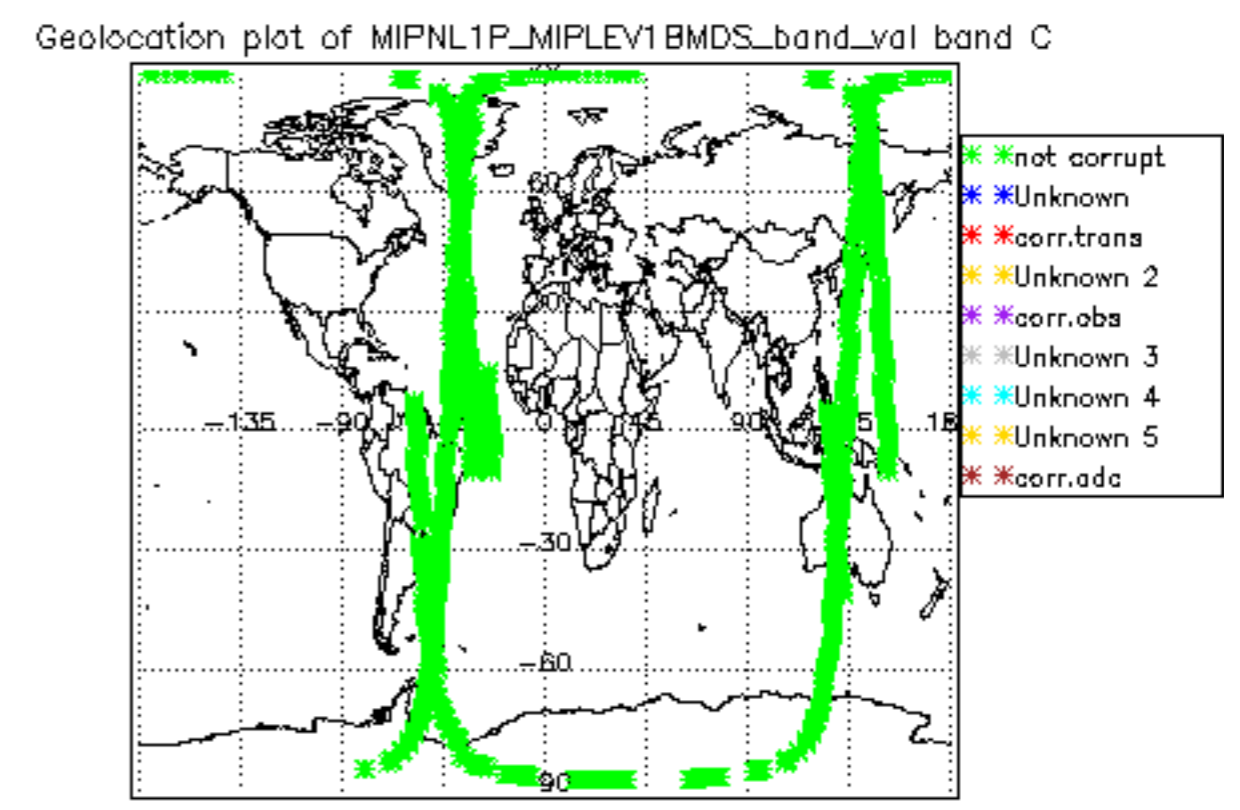 Geolocation plot of MIPNL1P_MIPLEV1BMDS_band_val band C
not corrupt
Unknown
corr.trans
Unknown 2
corr.obs
Unknown 3
Unknown 4
Unknown 5
corr.adc
60
-135 -90 0 45 90
-30
-60
90